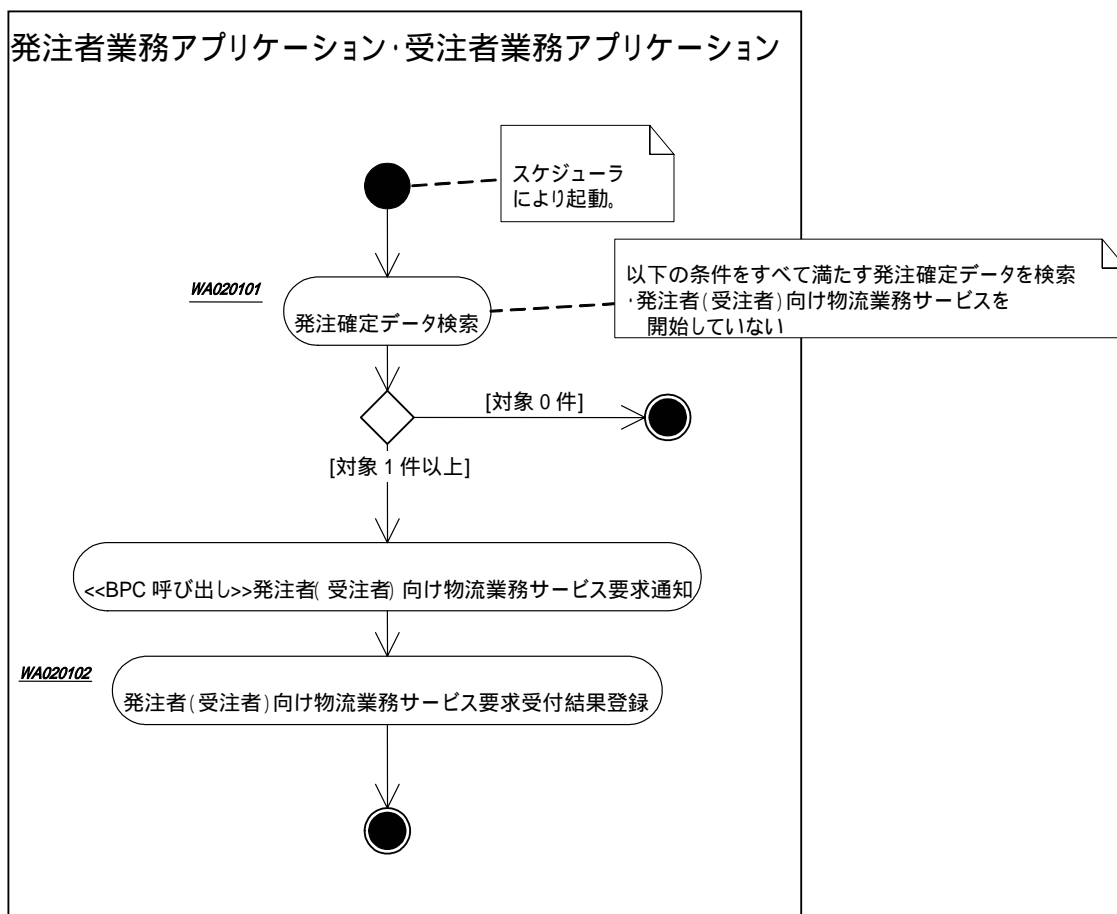 発注者業務アプリケーション・受注者業務アプリケーション
スケジューラ
により起動。
以下の条件をすべて満たす発注確定データを検索
・発注者(受注者)向け物流業務サービスを
開始していない
WA020101
発注確定データ検索
[対象0件]
[対象1件以上]
<<BPC呼び出し>>発注者(受注者)向け物流業務サービス要求通知
WA020102
発注者(受注者)向け物流業務サービス要求受付結果登録